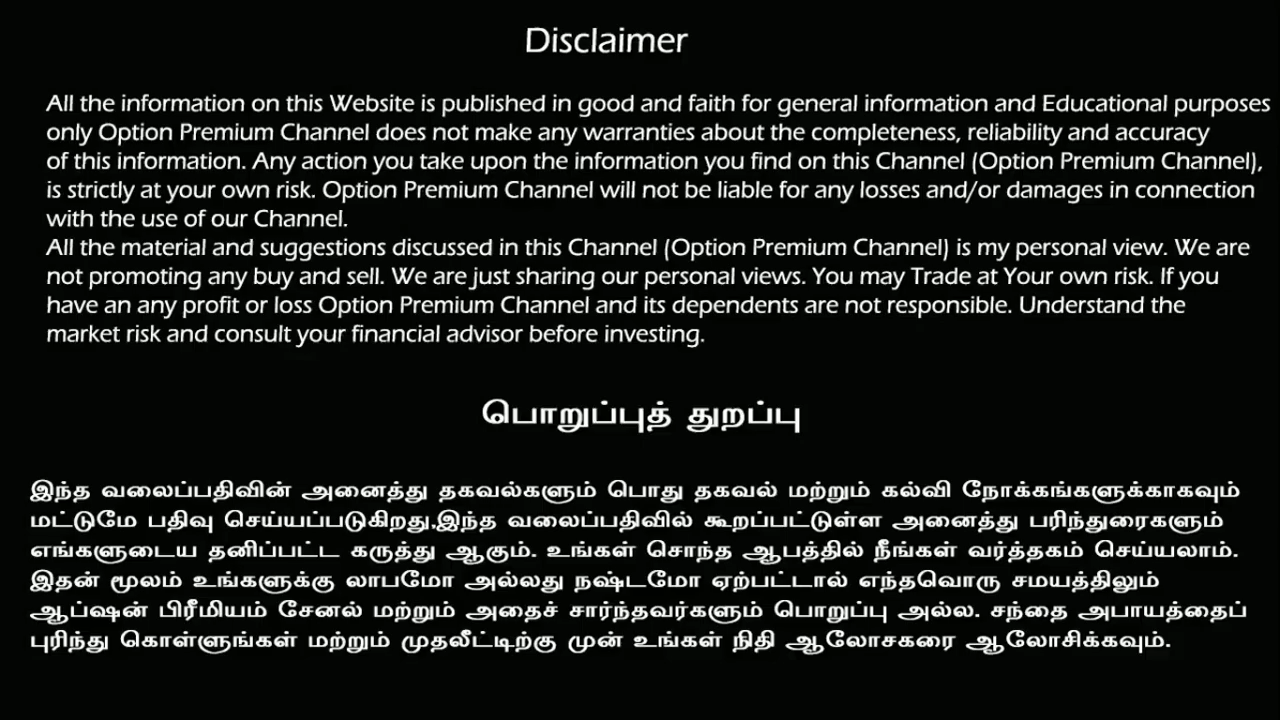 Disclaimer
All the information on this Website is published in good and faith for general information and Educational purposes
only Option Premium Channel does not make any warranties about the completeness, reliability and accuracy
of this information. Any action you take upon the information you find on this Channel (Option Premium Channel),
is strictly at your own risk. Option Premium Channel will not be liable for any losses and/or damages in connection
with the use of our Channel.
All the material and suggestions discussed in this Channel (Option Premium Channel) is my personal view. We are
not promoting any buy and sell. We are just sharing our personal views. You may Trade at Your own risk. If you
have an any profit or loss Option Premium Channel and its dependents are not responsible. Understand the
market risk and consult your financial advisor before investing.
பொறுப்புத் துறப்பு
இந்த வலைப்பதிவின் அனைத்து தகவல்களும் பொது தகவல் மற்றும் கல்வி நோக்கங்களுக்காகவும்
மட்டுமே பதிவு செய்யப்படுகிறது.இந்த வலைப்பதிவில் கூறப்பட்டுள்ள அனைத்து பரிந்துரைகளும்
எங்களுடைய தனிப்பட்ட கருத்து ஆகும். உங்கள் சொந்த ஆபத்தில் நீங்கள் வர்த்தகம் செய்யலாம்.
இதன் மூலம் உங்களுக்கு லாபமோ அல்லது நஷ்டமோ ஏற்பட்டால் எந்தவொரு சமயத்திலும்
ஆப்ஷன் பிரீமியம் சேனல் மற்றும் அதைச் சார்ந்தவர்களும் பொறுப்பு அல்ல. சந்தை அபாயத்தைப்
புரிந்து கொள்ளுங்கள் மற்றும் முதலீட்டிற்கு முன் உங்கள் நிதி ஆலோசகரை ஆலோசிக்கவும்.